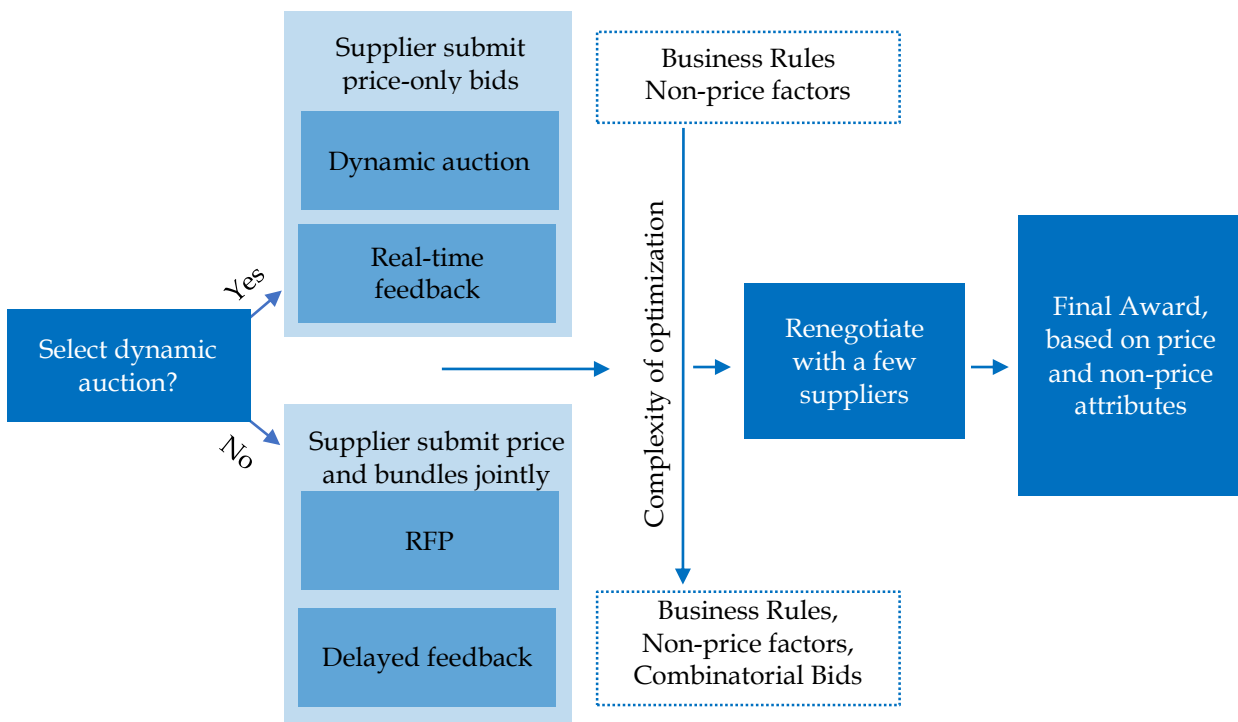 Select dynamic
auction?
Yes
No
Supplier submit
price-only bids
Dynamic auction
Real-time
feedback
Supplier submit price
and bundles jointly
RFP
Delayed feedback
Business Rules
Non-price factors
Complexity of optimization
Business Rules,
Non-price factors,
Combinatorial Bids
Renegotiate
with a few
suppliers
Final Award,
based on price
and non-price
attributes